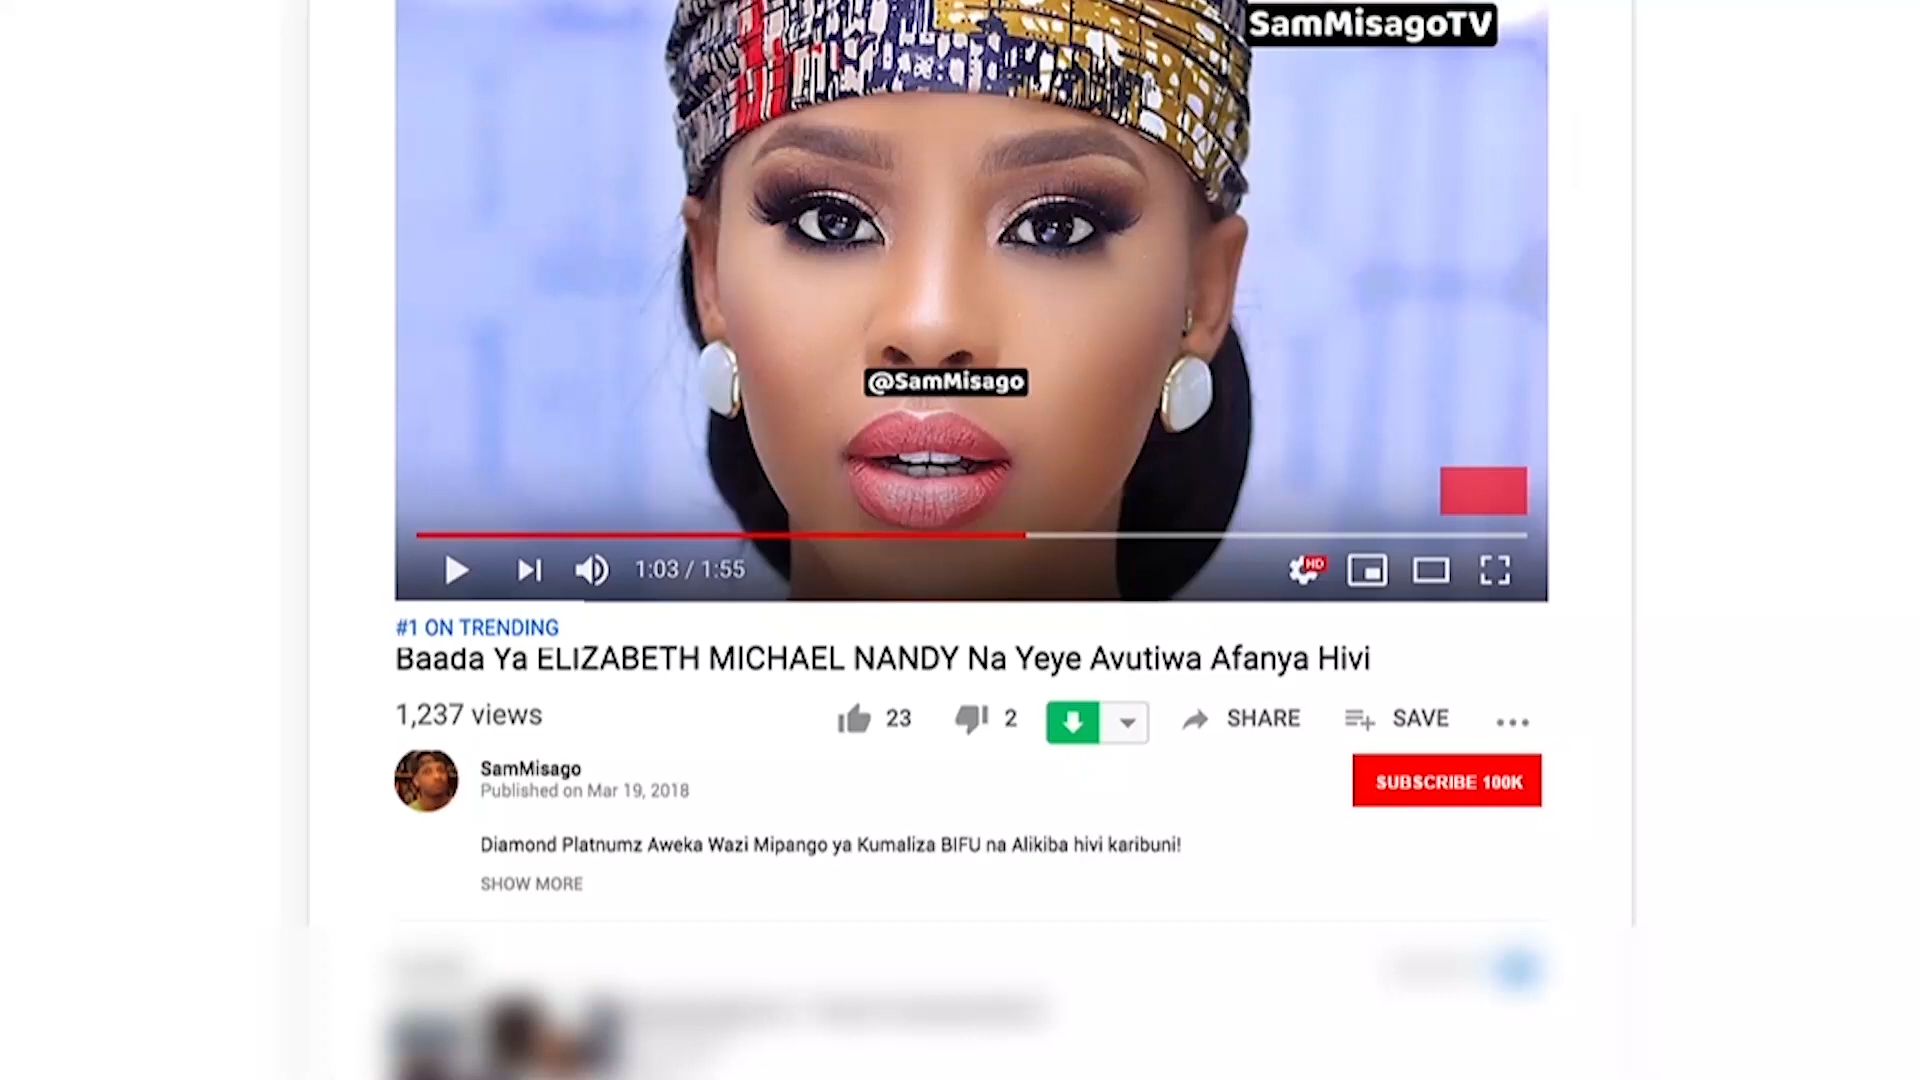 SamMisagoTV
@SamMisago
1:03 / 1:55
HD
#1 ON TRENDING
Baada Ya ELIZABETH MICHAEL NANDY Na Yeye Avutiwa Afanya Hivi
1,237 views
23
2
SHARE
SAVE
SamMisago
Published on Mar 19, 2018
SUBSCRIBE 100K
Diamond Platnumz Aweka Wazi Mipango ya Kumaliza BIFU na Alikiba hivi karibuni!
SHOW MORE